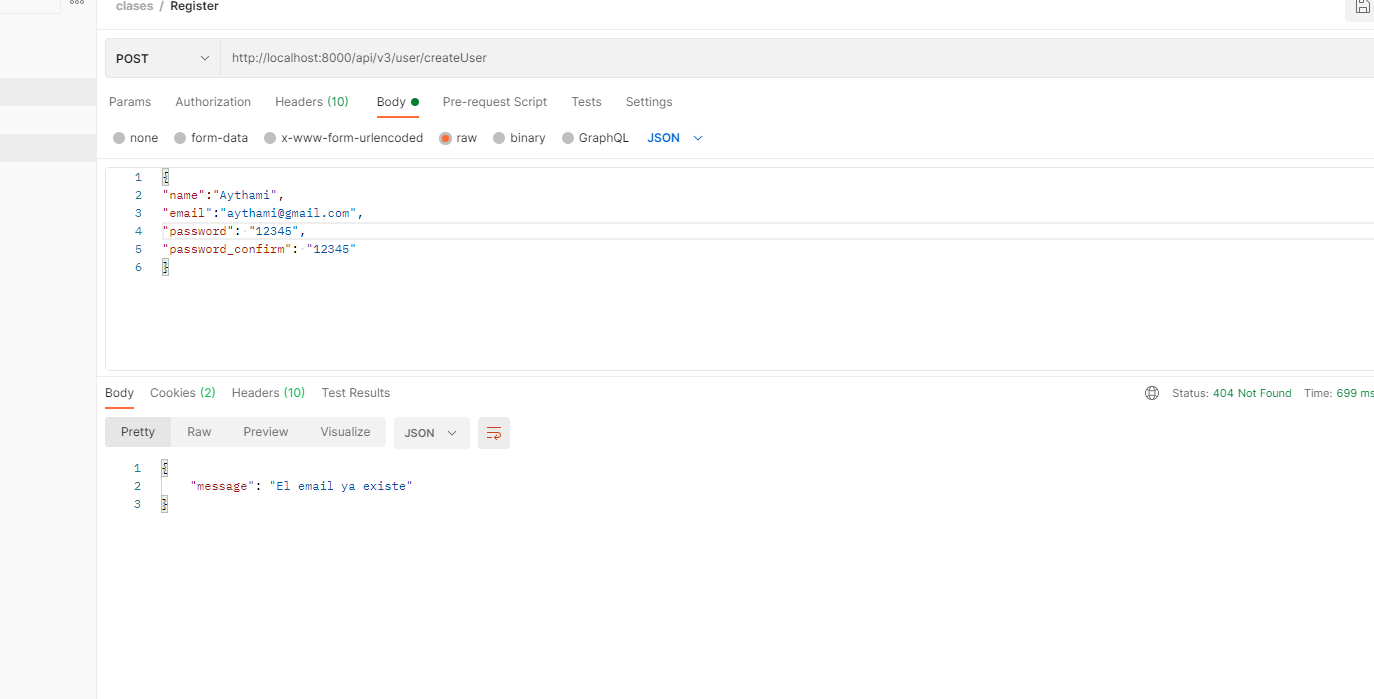 clases / Register
POST http://localhost:8000/api/v3/user/createUser
Params Authorization Headers (10) Body Pre-request Script Tests Settings
none form-data x-www-form-urlencoded raw binary GraphQL JSON
1 {
2 "name":"Aythami",
3 "email":"aythami@gmail.com",
4 "password": "12345",
5 "password_confirm": "12345"
6 }
Body Cookies (2) Headers (10) Test Results Status: 404 Not Found Time: 699 ms
Pretty Raw Preview Visualize JSON
1 {
2 "message": "El email ya existe"
3 }